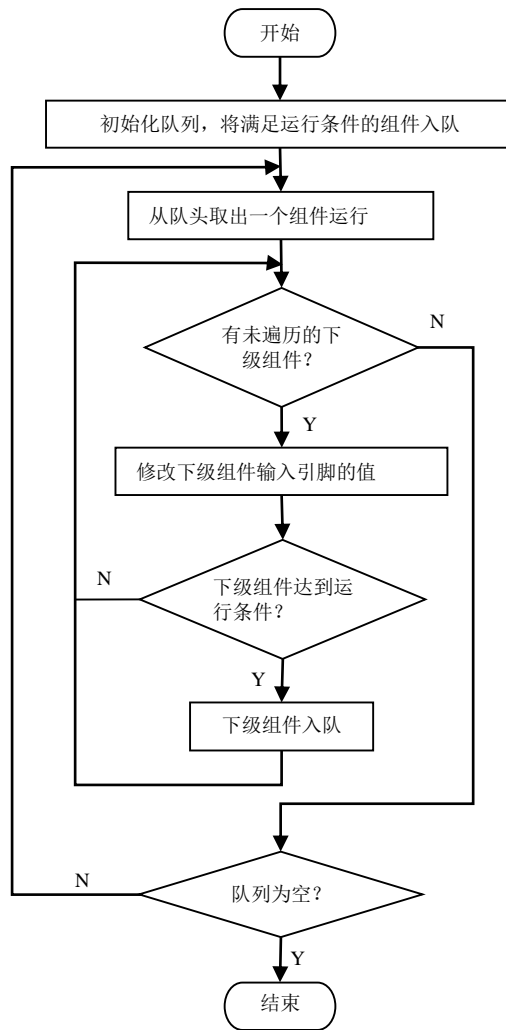 开始
初始化队列，将满足运行条件的组件入队
从队头取出一个组件运行
有未遍历的下
级组件？
N
Y
修改下级组件输入引脚的值
下级组件达到运
行条件？
N
Y
下级组件入队
队列为空？
N
Y
结束